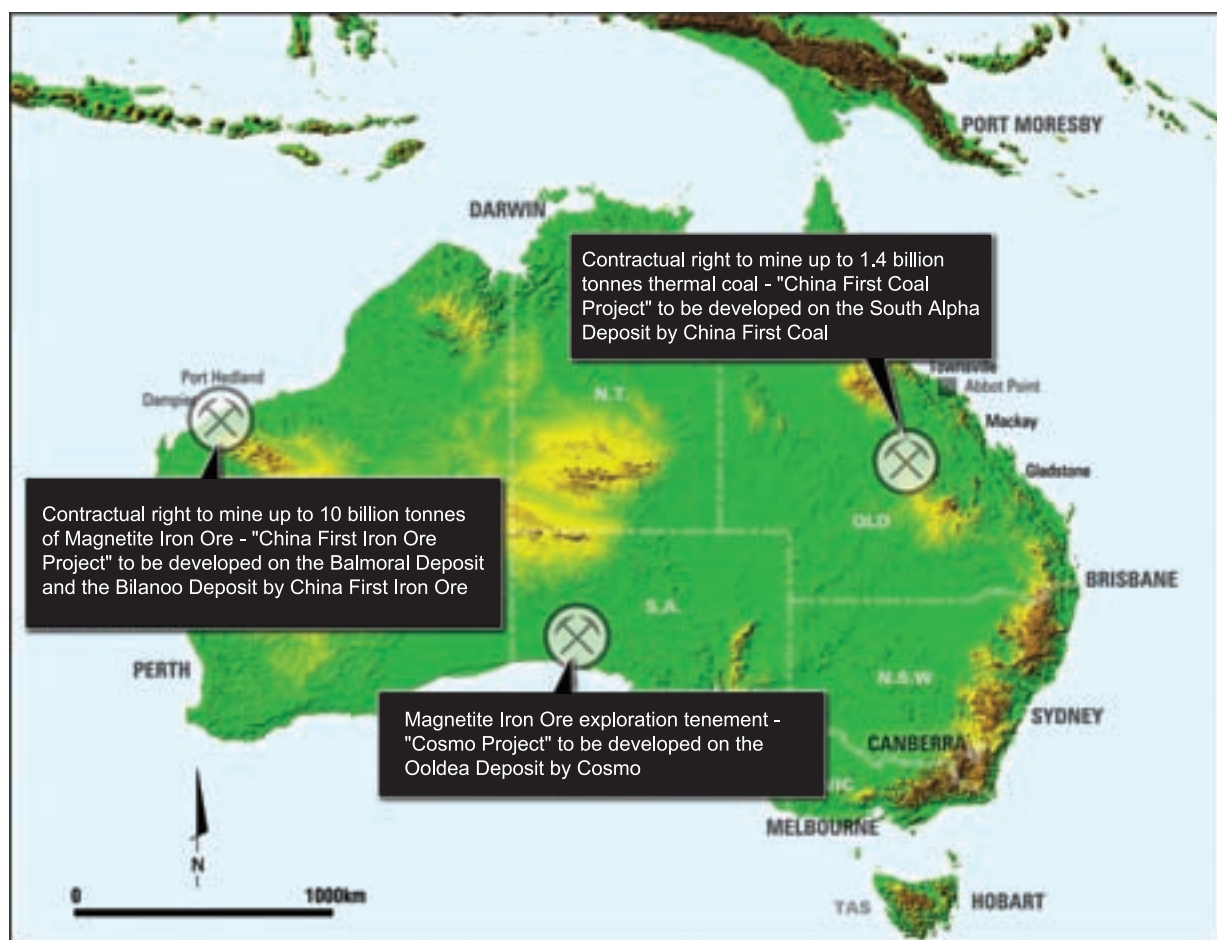 PORT MORESBY
DARWIN
Contractual right to mine up to 1.4 billion
tonnes thermal coal - "China First Coal
Project" to be developed on the South Alpha
Deposit by China First Coal
Townsville
Abbot Point
Port Hedland
Dampier
N.T.
Mackay
Gladstone
Contractual right to mine up to 10 billion tonnes
of Magnetite Iron Ore - "China First Iron Ore
Project" to be developed on the Balmoral Deposit
and the Bilanoo Deposit by China First Iron Ore
QLD
BRISBANE
S.A.
PERTH
N.S.W
Magnetite Iron Ore exploration tenement -
"Cosmo Project" to be developed on the
Ooldea Deposit by Cosmo
SYDNEY
CANBERRA
VIC
MELBOURNE
N
0 1000km
TAS
HOBART